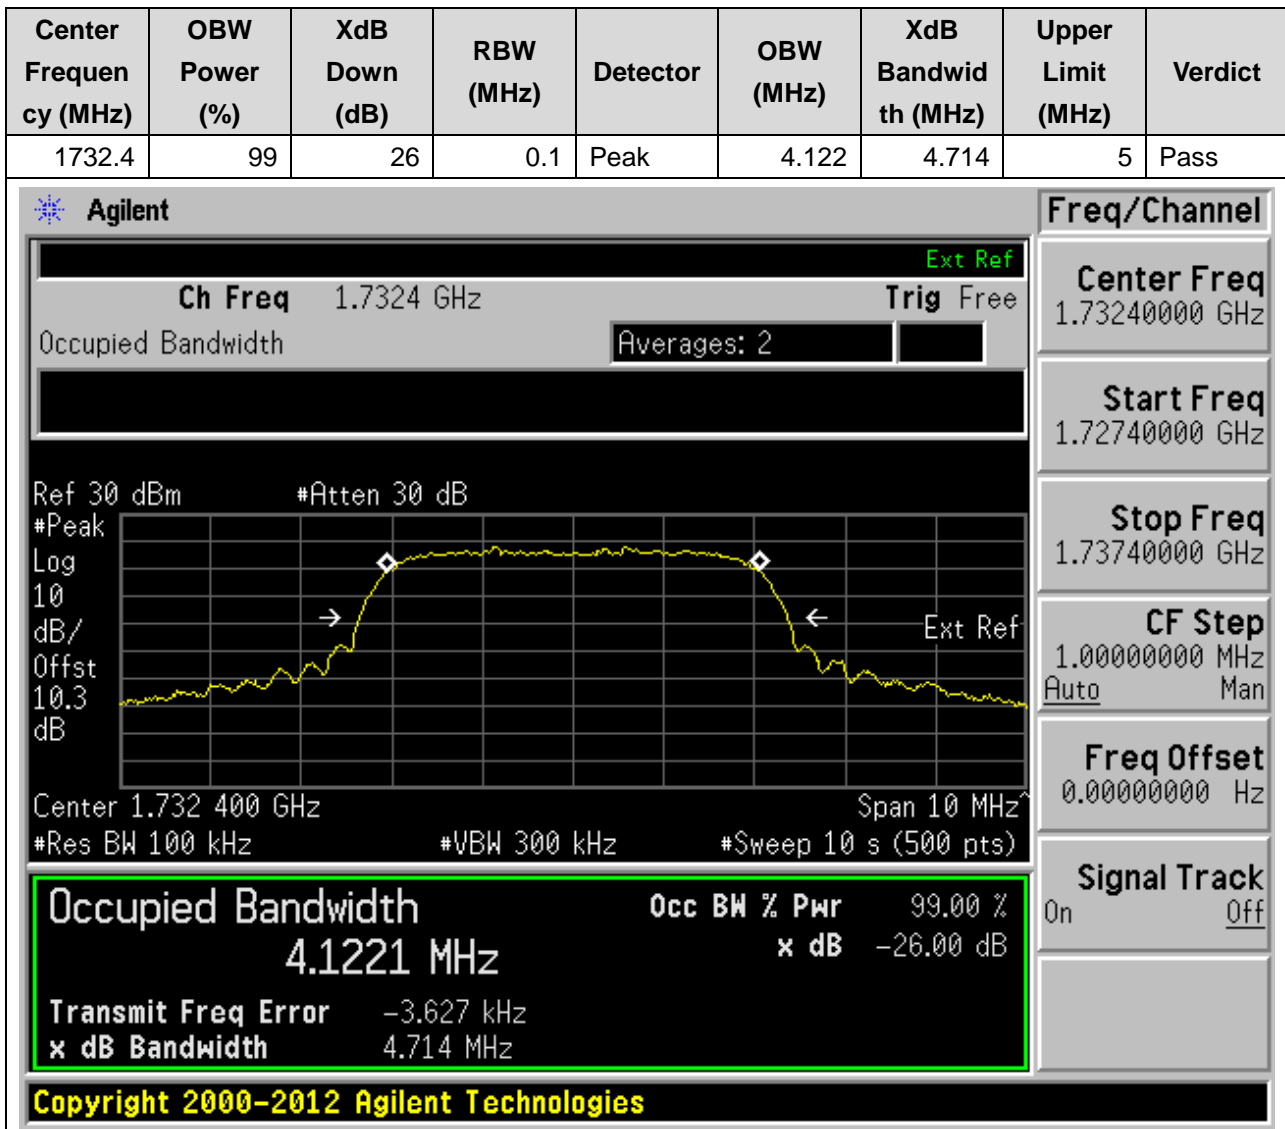 Center Frequen cy (MHz) OBW Power (%) XdB Down (dB) RBW (MHz) Detector OBW (MHz) XdB Bandwid th (MHz) Upper Limit (MHz) Verdict
1732.4 99 26 0.1 Peak 4.122 4.714 5 Pass
Agilent
Ext Ref
Ch Freq 1.7324 GHz Trig Free
Occupied Bandwidth Averages: 2
Ref 30 dBm #Atten 30 dB
#Peak
Log
10
dB/
Offst
10.3
dB
Ext Ref
Center 1.732 400 GHz Span 10 MHz^
#Res BW 100 kHz #VBW 300 kHz #Sweep 10 s (500 pts)
Occupied Bandwidth Occ BW % Pwr 99.00 %
4.1221 MHz x dB -26.00 dB
Transmit Freq Error -3.627 kHz
x dB Bandwidth 4.714 MHz
Copyright 2000-2012 Agilent Technologies
Freq/Channel
Center Freq
1.73240000 GHz
Start Freq
1.72740000 GHz
Stop Freq
1.73740000 GHz
CF Step
1.00000000 MHz
Auto Man
Freq Offset
0.00000000 Hz
Signal Track
On Off